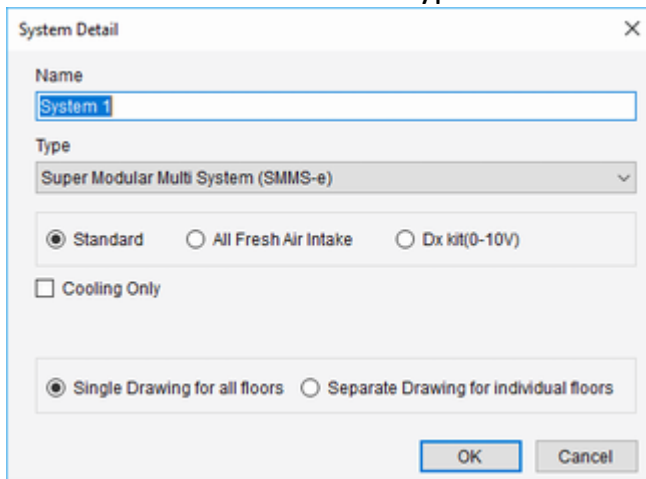 System Detail
Name
System 1
Type
Super Modular Multi System (SMMS-e)
Standard All Fresh Air Intake Dx kit(0-10V)
Cooling Only
Single Drawing for all floors Separate Drawing for individual floors
OK Cancel